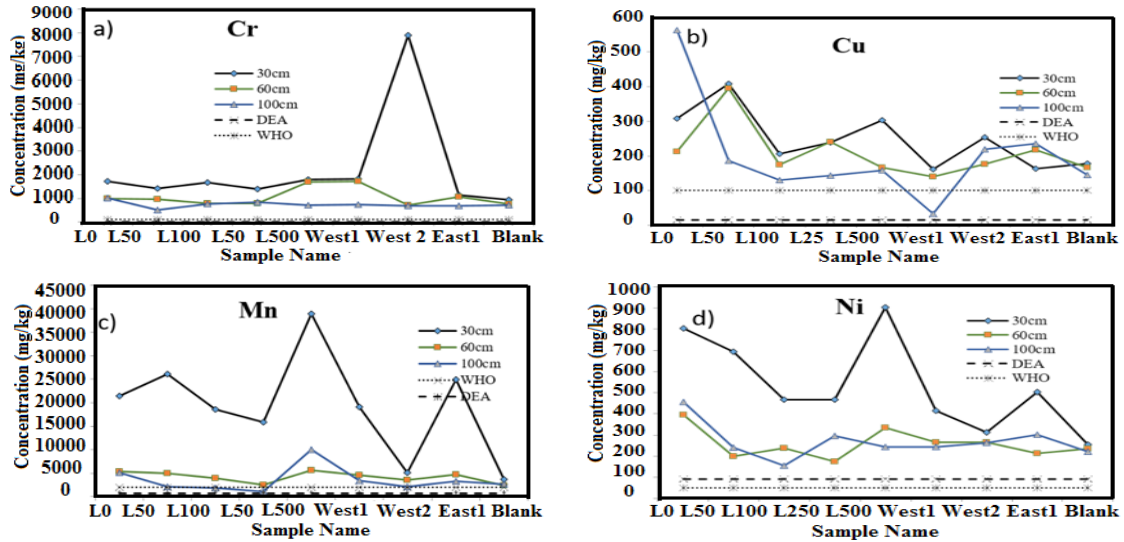 a)
Cr
Concentration (mg/kg)
9000
8000
7000
6000
5000
4000
3000
2000
1000
0
30cm
60cm
100cm
DEA
WHO
L0 L50 L100 L50 L500 West1 West 2 East1 Blank
Sample Name
b)
Cu
Concentration (mg/kg)
600
500
400
300
200
100
0
30cm
60cm
100cm
DEA
WHO
L0 L50 L100 L25 L500 West1 West2 East1 Blank
Sample Name
c)
Mn
Concentration (mg/kg)
45000
40000
35000
30000
25000
20000
15000
10000
5000
0
30cm
60cm
100cm
WHO
DEA
L0 L50 L100 L50 L500 West1 West2 East1 Blank
Sample Name
d)
Ni
Concentration (mg/kg)
1000
900
800
700
600
500
400
300
200
100
0
30cm
60cm
100cm
DEA
WHO
L0 L50 L100 L250 L500 West1 West2 East1 Blank
Sample Name